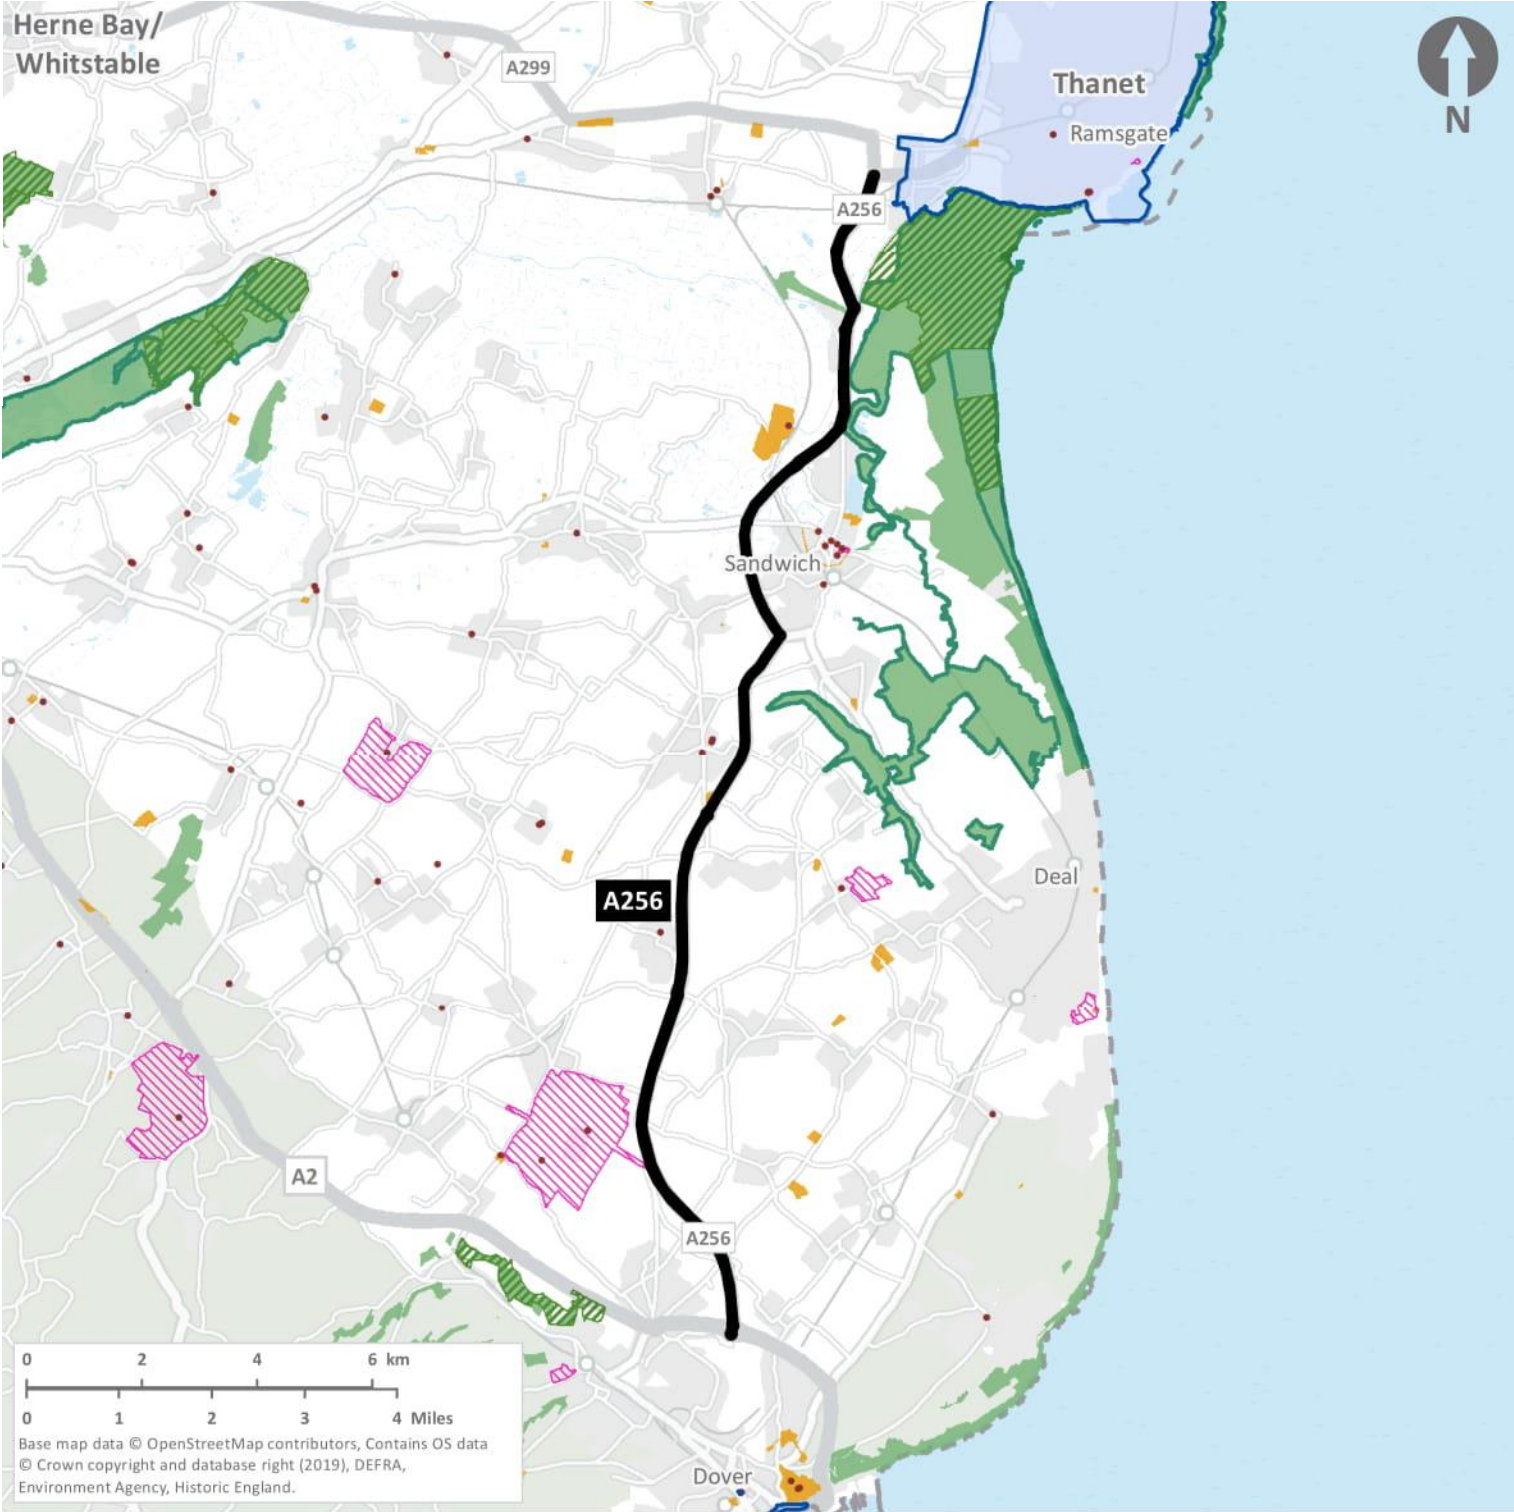 Herne Bay/
Whitstable
A299
Thanet
Ramsgate
N
A256
Sandwich
A256
Deal
A2
A256
0 2 4 6 km
0 1 2 3 4 Miles
Base map data © OpenStreetMap contributors, Contains OS data
© Crown copyright and database right (2019), DEFRA,
Environment Agency, Historic England.
Dover